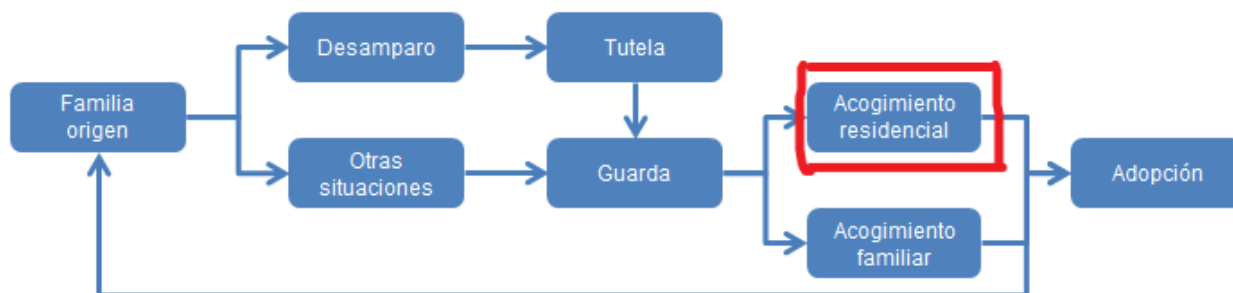 Familia
origen
Desamparo
Otras
situaciones
Tutela
Guarda
Acogimiento
residencial
Acogimiento
familiar
Adopción